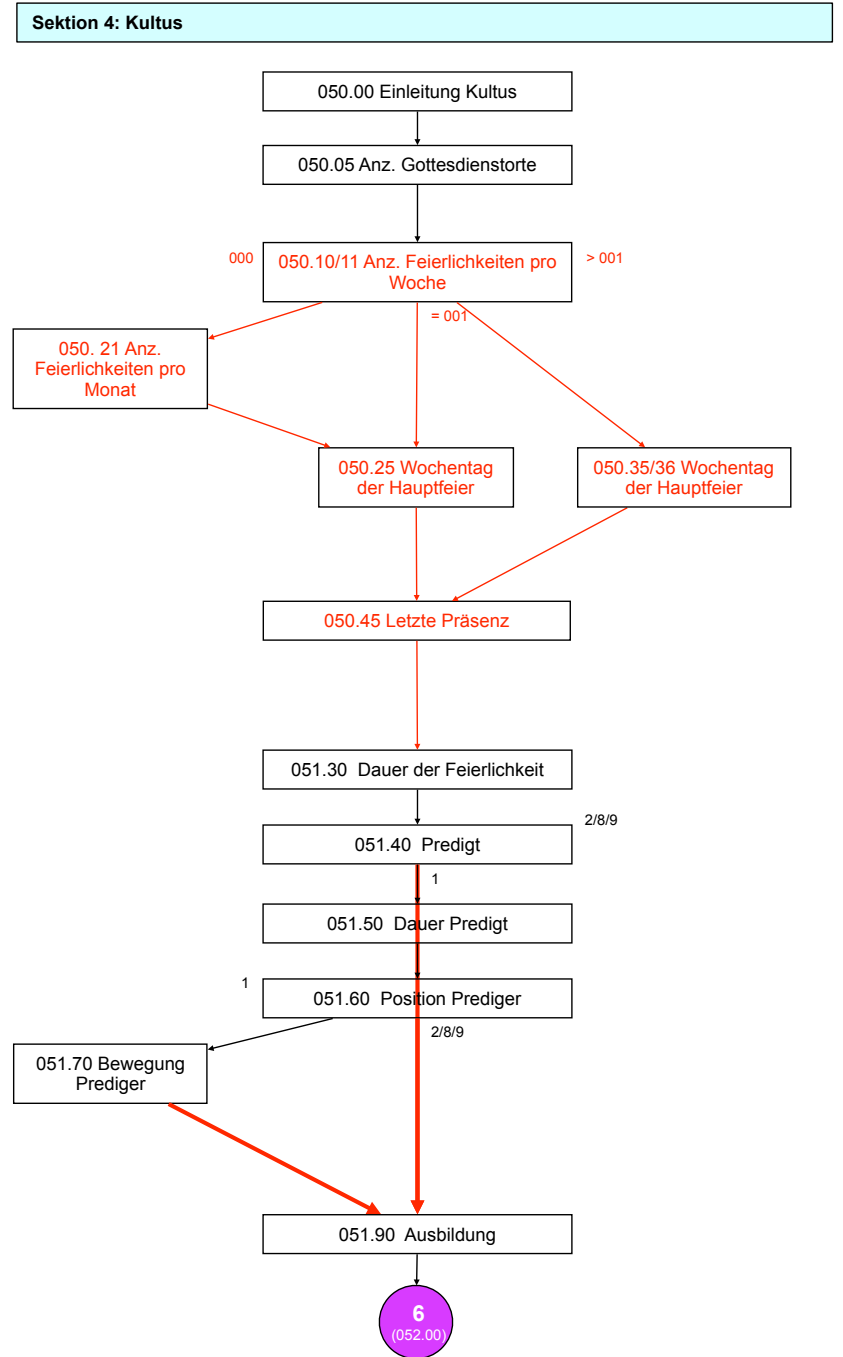 Sektion 4: Kultus
050.00 Einleitung Kultus
050.05 Anz. Gottesdienstorte
000
050.10/11 Anz. Feierlichkeiten pro
Woche
> 001
= 001
050. 21 Anz.
Feierlichkeiten pro
Monat
050.25 Wochentag
der Hauptfeier
050.35/36 Wochentag
der Hauptfeier
050.45 Letzte Präsenz
051.30 Dauer der Feierlichkeit
2/8/9
051.40 Predigt
1
051.50 Dauer Predigt
1
051.60 Position Prediger
2/8/9
051.70 Bewegung
Prediger
051.90 Ausbildung
6
(052.00)